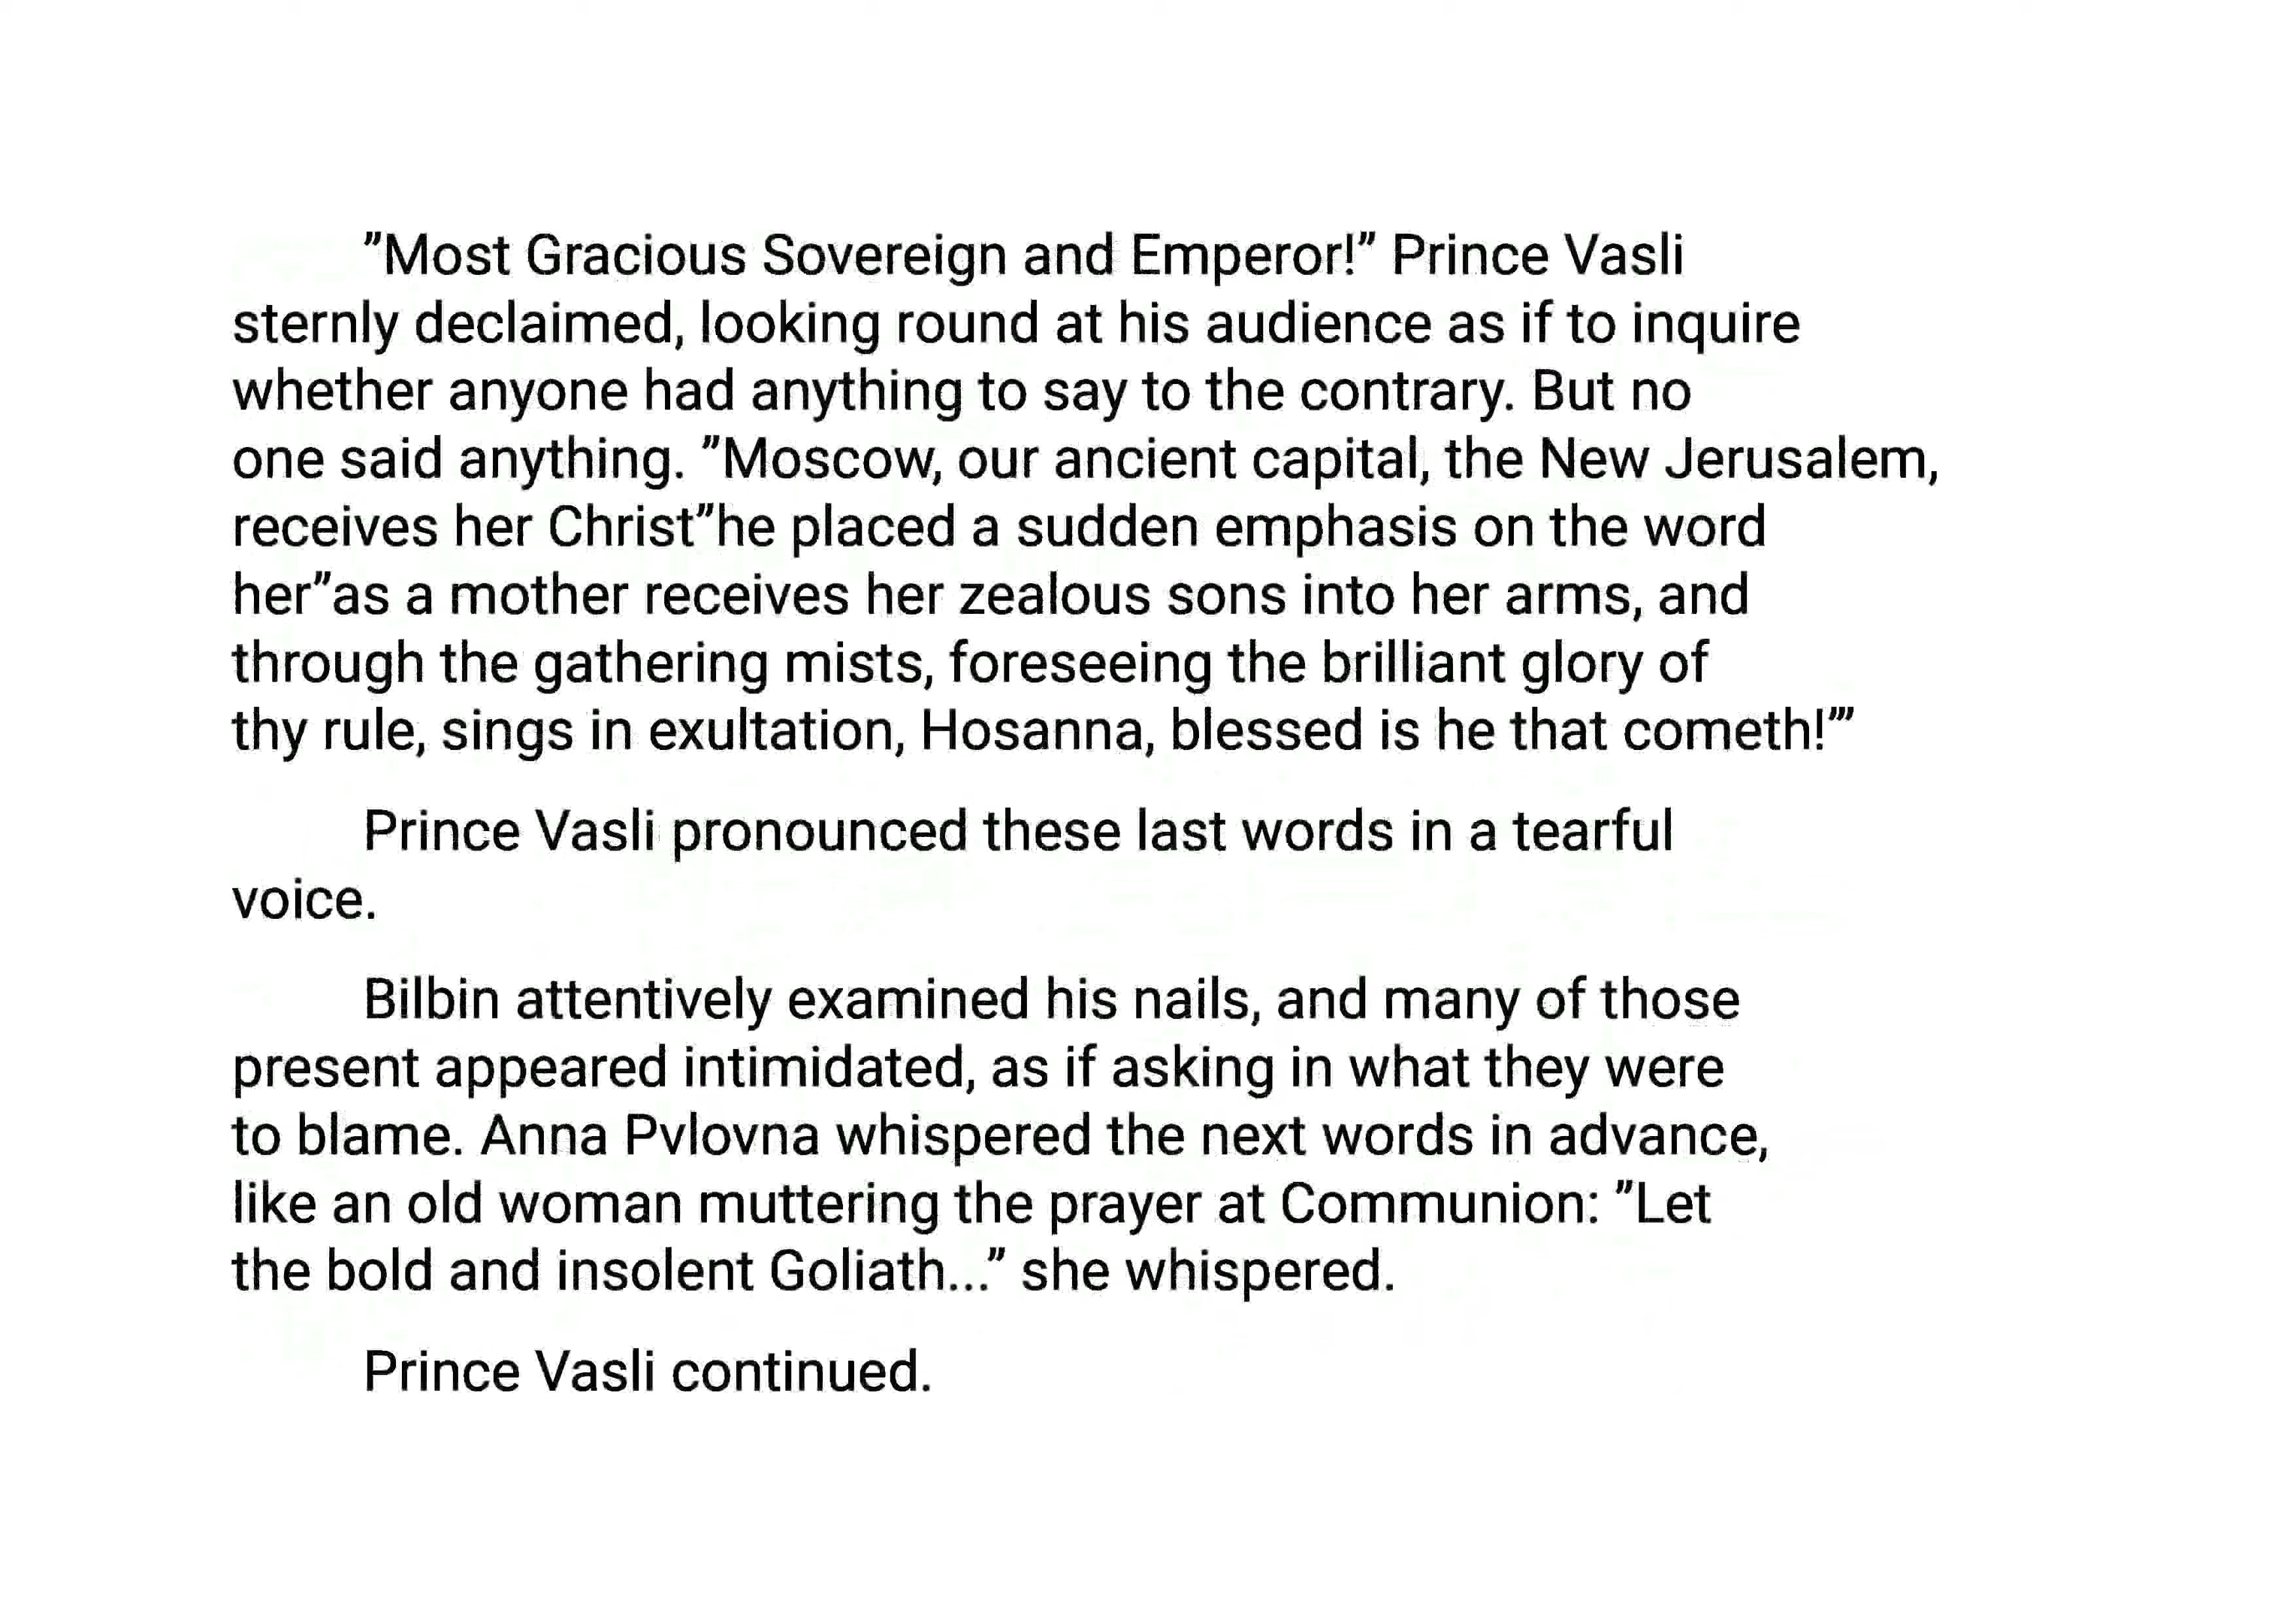 ”Most Gracious Sovereign and Emperor!” Prince Vasli
sternly declaimed, looking round at his audience as if to inquire
whether anyone had anything to say to the contrary. But no
one said anything. ”Moscow, our ancient capital, the New Jerusalem,
receives her Christ”he placed a sudden emphasis on the word
her”as a mother receives her zealous sons into her arms, and
through the gathering mists, foreseeing the brilliant glory of
thy rule, sings in exultation, Hosanna, blessed is he that cometh!’”
Prince Vasli pronounced these last words in a tearful
voice.
Bilbin attentively examined his nails, and many of those
present appeared intimidated, as if asking in what they were
to blame. Anna Pvlovna whispered the next words in advance,
like an old woman muttering the prayer at Communion: ”Let
the bold and insolent Goliath...” she whispered.
Prince Vasli continued.